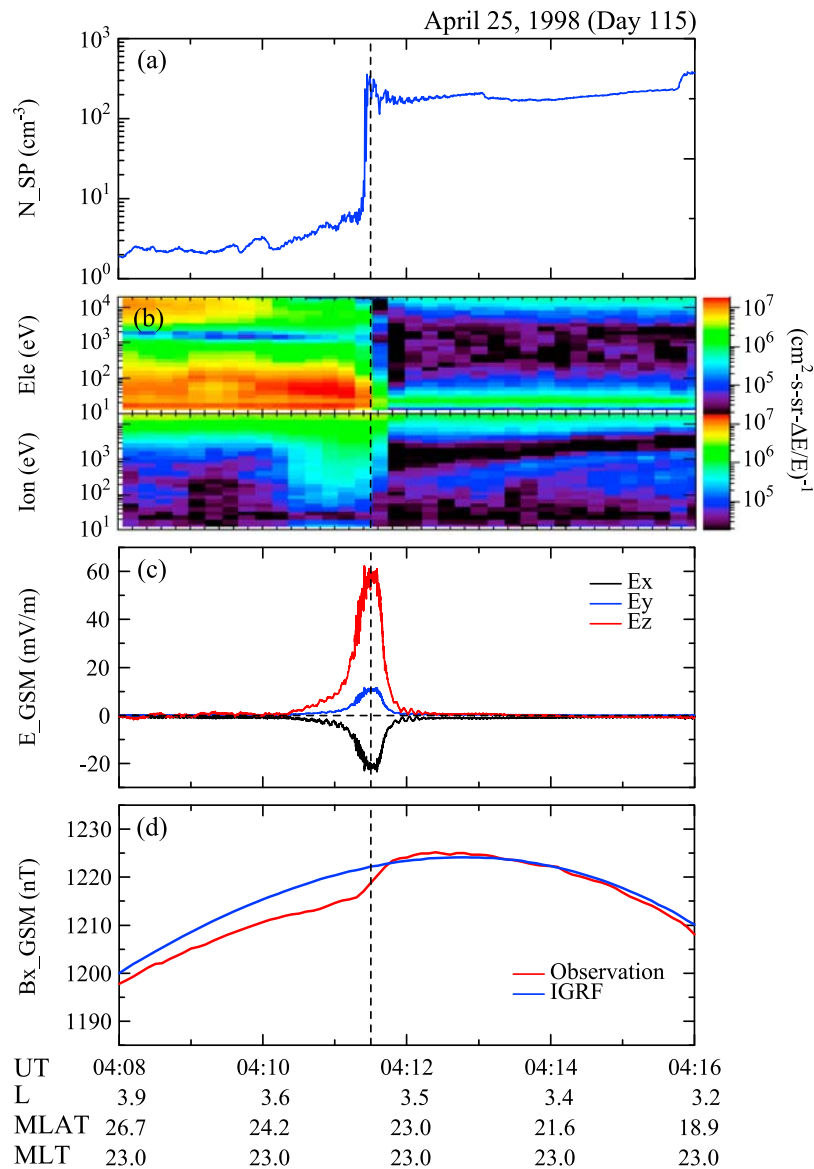 April 25, 1998 (Day 115)
(a)
N_SP (cm⁻³)
10³
10²
10¹
10⁰
(b)
Ele (eV)
10⁴
10³
10²
10¹
Ion (eV)
10³
10²
10¹
10⁷
10⁶
10⁵
10⁷
10⁶
10⁵
(cm²-s-sr-ΔE/E)⁻¹
(c)
E_GSM (mV/m)
60
40
20
0
-20
Ex
Ey
Ez
(d)
Bx_GSM (nT)
1230
1220
1210
1200
1190
Observation
IGRF
UT 04:08 04:10 04:12 04:14 04:16
L 3.9 3.6 3.5 3.4 3.2
MLAT 26.7 24.2 23.0 21.6 18.9
MLT 23.0 23.0 23.0 23.0 23.0